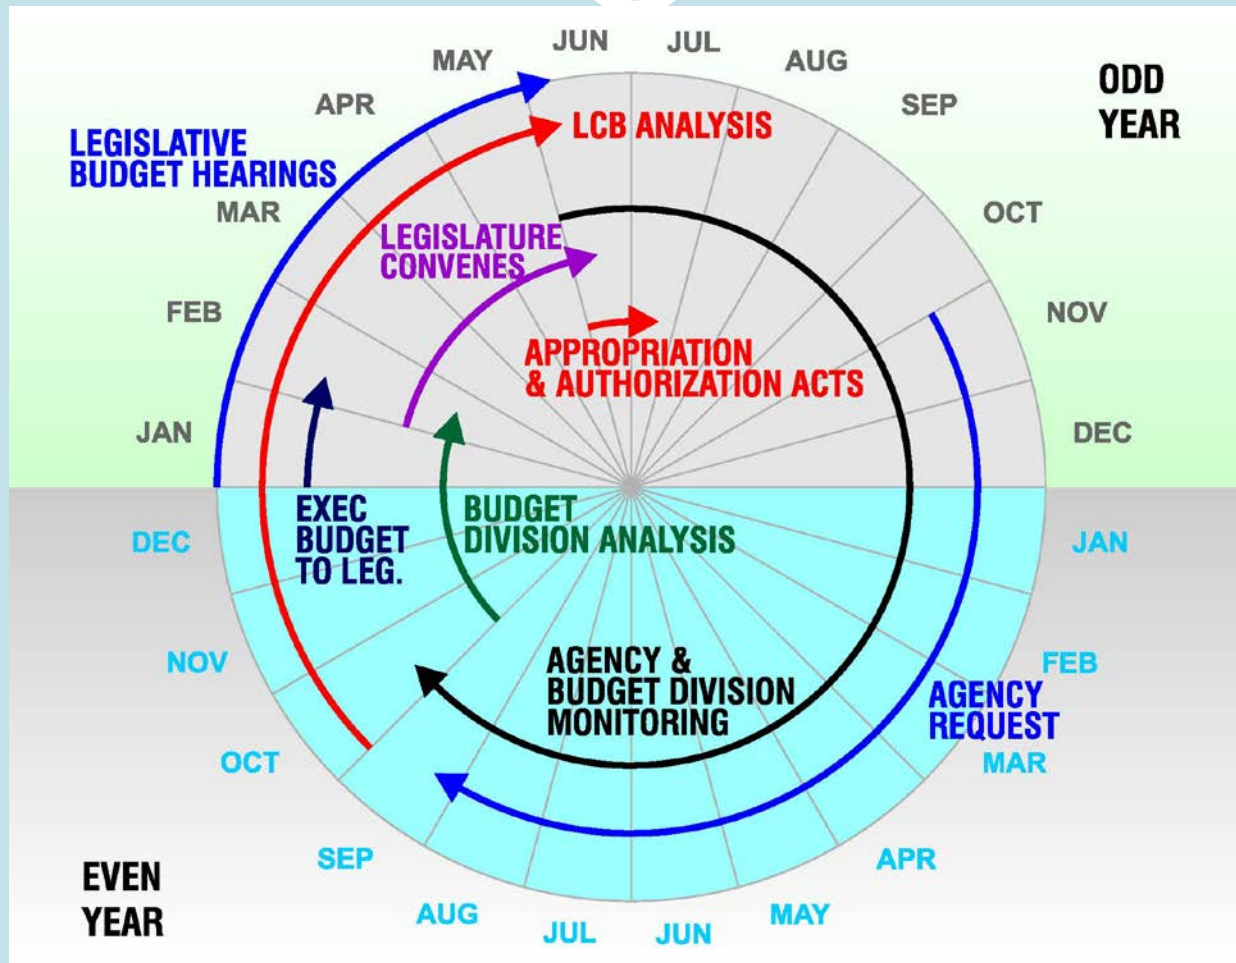 JUN
JUL
MAY
AUG
APR
SEP
ODD
YEAR
LCB ANALYSIS
LEGISLATIVE
BUDGET HEARINGS
MAR
OCT
LEGISLATURE
CONVENES
FEB
NOV
APPROPRIATION
& AUTHORIZATION ACTS
JAN
DEC
EXEC
BUDGET
TO LEG.
BUDGET
DIVISION ANALYSIS
DEC
JAN
NOV
FEB
AGENCY &
BUDGET DIVISION
MONITORING
AGENCY
REQUEST
OCT
MAR
SEP
APR
EVEN
YEAR
AUG
MAY
JUL
JUN